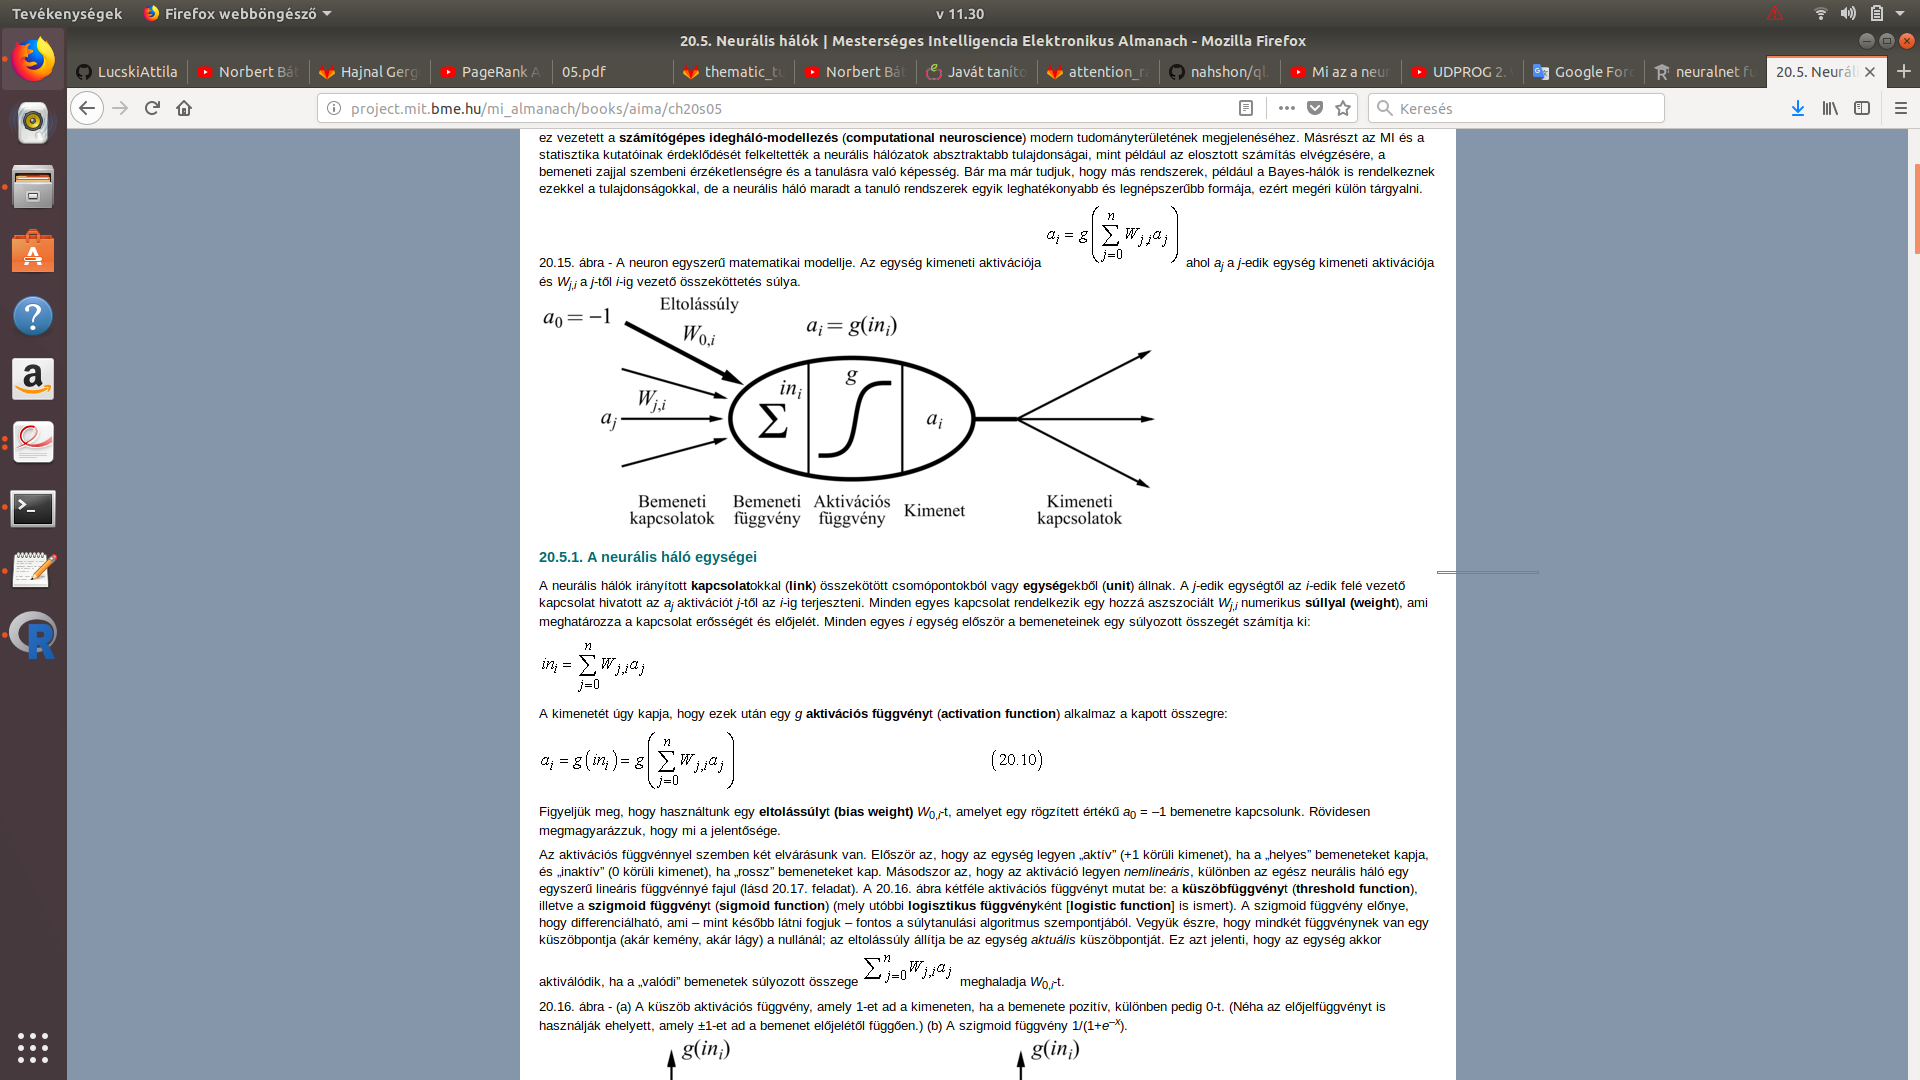 Tevékenységek
Firefox webböngésző
v 11.30
20.5. Neurális hálók | Mesterséges Intelligencia Elektronikus Almanach - Mozilla Firefox
LucskiAttila
Norbert Bát
Hajnal Gerg
PageRank A
05.pdf
thematic_tu
Norbert Bát
Javát taníto
attention_ra
nahshon/ql
Mi az a neur
UDPROG 2.
Google Ford
neuralnet fu
20.5. Neurál
project.mit.bme.hu/mi_almanach/books/aima/ch20s05
Keresés
ez vezetett a számítógépes idegháló-modellezés (computational neuroscience) modern tudományterületének megjelenéséhez. Másrészt az MI és a
statisztika kutatóinak érdeklődését felkeltették a neurális hálózatok absztraktabb tulajdonságai, mint például az elosztott számítás elvégzésére, a
bemeneti zajjal szembeni érzéketlenségre és a tanulásra való képesség. Bár ma már tudjuk, hogy más rendszerek, például a Bayes-hálók is rendelkeznek
ezekkel a tulajdonságokkal, de a neurális háló maradt a tanuló rendszerek egyik leghatékonyabb és legnépszerűbb formája, ezért megéri külön tárgyalni.
20.15. ábra - A neuron egyszerű matematikai modellje. Az egység kimeneti aktivációja a_i = g(∑_{j=0}^{n} W_{j,i} a_j) ahol a_j a j-edik egység kimeneti aktivációja
és W_{j,i} a j-től i-ig vezető összeköttetés súlya.
Eltolássúly
a_0 = −1
W_{0,i}
a_i = g(in_i)
a_j
W_{j,i}
in_i
∑
g
a_i
Bemeneti kapcsolatok
Bemeneti függvény
Aktivációs függvény
Kimenet
Kimeneti kapcsolatok
20.5.1. A neurális háló egységei
A neurális hálók irányított kapcsolatokkal (link) összekötött csomópontokból vagy egységekből (unit) állnak. A j-edik egységtől az i-edik felé vezető
kapcsolat hivatott az a_j aktivációt j-től az i-ig terjeszteni. Minden egyes kapcsolat rendelkezik egy hozzá aszszociált W_{j,i} numerikus súllyal (weight), ami
meghatározza a kapcsolat erősségét és előjelét. Minden egyes i egység először a bemeneteinek egy súlyozott összegét számítja ki:
in_i = ∑_{j=0}^{n} W_{j,i} a_j
A kimenetét úgy kapja, hogy ezek után egy g aktivációs függvényt (activation function) alkalmaz a kapott összegre:
a_i = g(in_i) = g(∑_{j=0}^{n} W_{j,i} a_j) (20.10)
Figyeljük meg, hogy használtunk egy eltolássúlyt (bias weight) W_{0,i}-t, amelyet egy rögzített értékű a_0 = –1 bemenetre kapcsolunk. Rövidesen
megmagyarázzuk, hogy mi a jelentősége.
Az aktivációs függvénnyel szemben két elvárásunk van. Először az, hogy az egység legyen „aktív” (+1 körüli kimenet), ha a „helyes” bemeneteket kapja,
és „inaktív” (0 körüli kimenet), ha „rossz” bemeneteket kap. Másodszor az, hogy az aktiváció legyen nemlineáris, különben az egész neurális háló egy
egyszerű lineáris függvénnyé fajul (lásd 20.17. feladat). A 20.16. ábra kétféle aktivációs függvényt mutat be: a küszöbfüggvényt (threshold function),
illetve a szigmoid függvényt (sigmoid function) (mely utóbbi logisztikus függvényként [logistic function] is ismert). A szigmoid függvény előnye,
hogy differenciálható, ami – mint később látni fogjuk – fontos a súlytanulási algoritmus szempontjából. Vegyük észre, hogy mindkét függvénynek van egy
küszöbpontja (akár kemény, akár lágy) a nullánál; az eltolássúly állítja be az egység aktuális küszöbpontját. Ez azt jelenti, hogy az egység akkor
aktiválódik, ha a „valódi” bemenetek súlyozott összege ∑_{j=0}^{n} W_{j,i} a_j meghaladja W_{0,i}-t.
20.16. ábra - (a) A küszöb aktivációs függvény, amely 1-et ad a kimeneten, ha a bemenete pozitív, különben pedig 0-t. (Néha az előjelfüggvényt is
használják ehelyett, amely ±1-et ad a bemenet előjelétől függően.) (b) A szigmoid függvény 1/(1+e^{–x}).
g(in_i)
g(in_i)